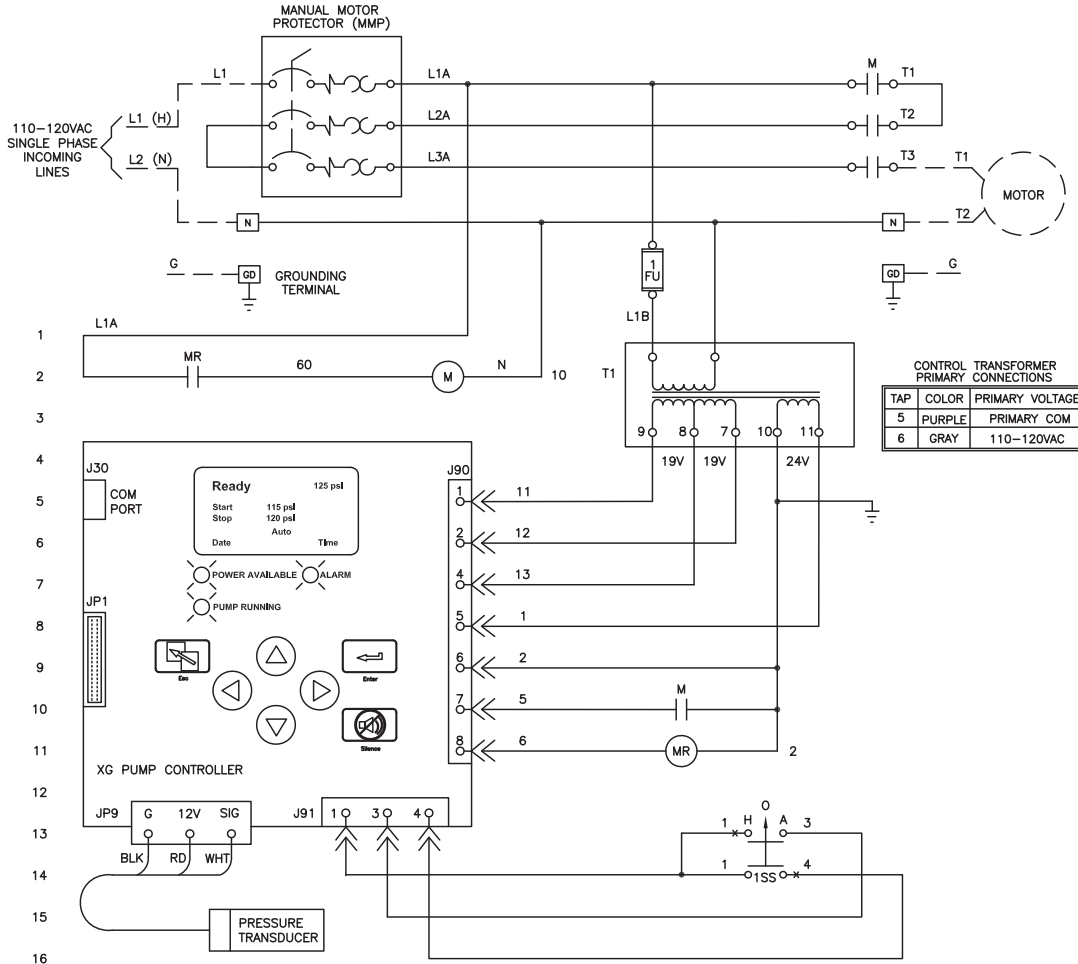 MANUAL MOTOR
PROTECTOR (MMP)
L1
L1A
M
T1
110-120VAC
SINGLE PHASE
INCOMING
LINES
L1 (H)
L2A
T2
L2 (N)
L3A
T3
T1
MOTOR
N
N
T2
G
GD
GROUNDING
TERMINAL
1
FU
GD
G
L1B
1
L1A
2
MR
60
M
N
10
T1
CONTROL TRANSFORMER
PRIMARY CONNECTIONS
TAP COLOR PRIMARY VOLTAGE
5 PURPLE PRIMARY COM
6 GRAY 110-120VAC
3
9 8 7 10 11
19V 19V 24V
4
J30
J90
COM
PORT
Ready 125 psi
Start 115 psi
Stop 120 psi
Auto
Date Time
5
1
11
6
2
12
POWER AVAILABLE
ALARM
7
4
13
PUMP RUNNING
JP1
8
5
1
9
6
2
Esc
Enter
10
7
5
M
Silence
11
8
6
MR
2
XG PUMP CONTROLLER
12
JP9 G 12V SIG
J91 1 3 4
13
BLK RD WHT
O
1 H A 3
14
1 1SS 4
15
PRESSURE
TRANSDUCER
16